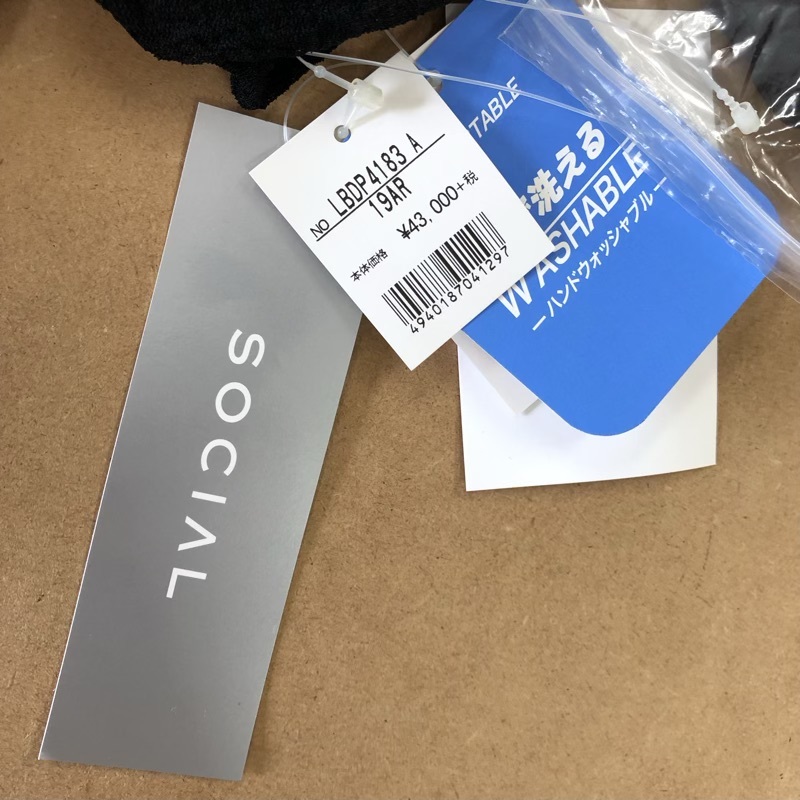 SOCIAL
NO LBDP4183 A
19AR
本体価格 ¥43,000+税
4940187041297
TABLE
で洗える
WASHABLE
ーハンドウォッシャブルー